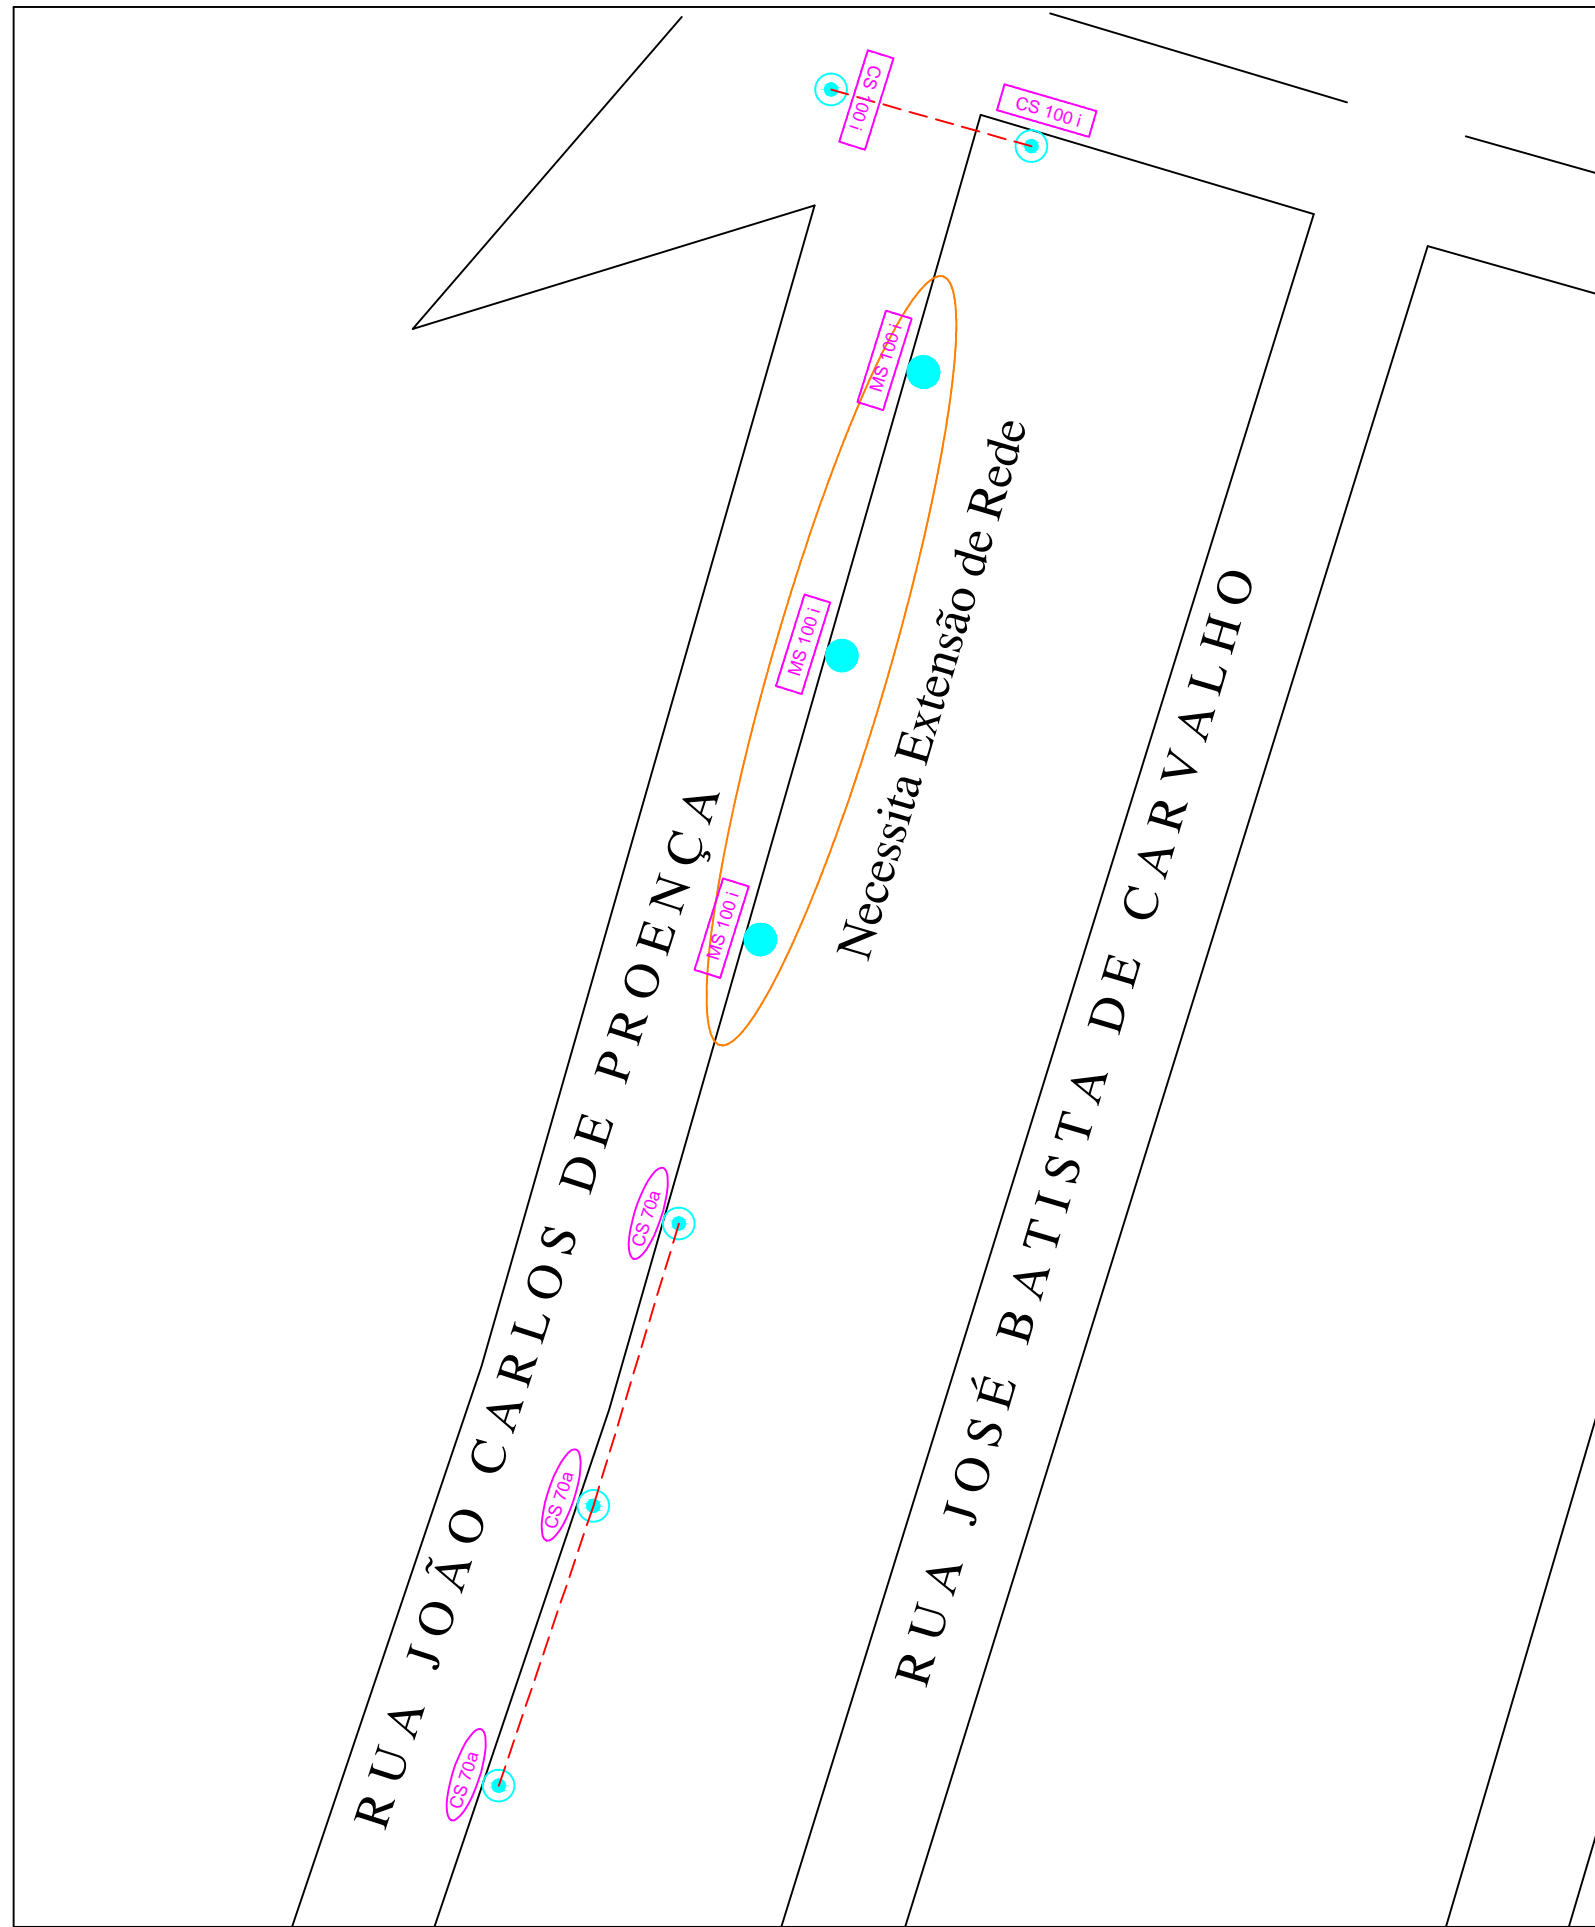 CS 100 i
CS 100 i
MS 100 i
MS 100 i
MS 100 i
Necessita Extensão de Rede
RUA JOÃO CARLOS DE PROENÇA
RUA JOSÉ BATISTA DE CARVALHO
CS 70a
CS 70a
CS 70a